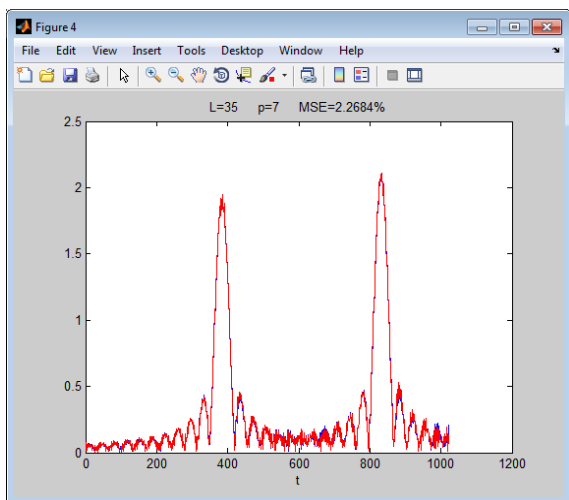 Figure 4
File Edit View Insert Tools Desktop Window Help
L=35 p=7 MSE=2.2684%
2.5
2
1.5
1
0.5
0
0 200 400 600 800 1000 1200
t